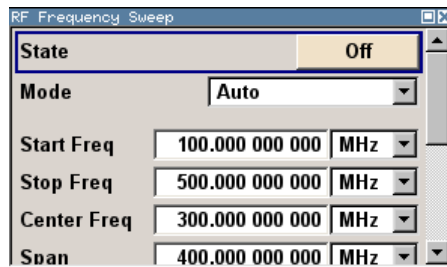 RF Frequency Sweep
State Off
Mode Auto
Start Freq 100.000 000 000 MHz
Stop Freq 500.000 000 000 MHz
Center Freq 300.000 000 000 MHz
Span 400.000 000 000 MHz